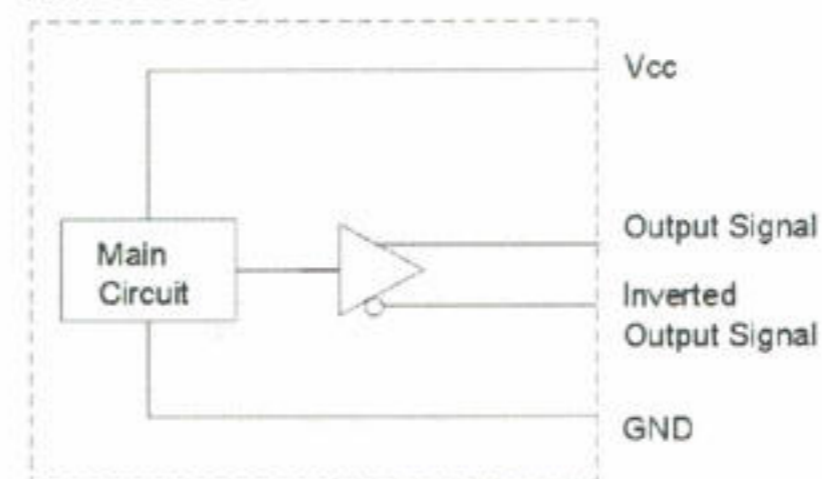 Vcc
Main
Circuit
Output Signal
Inverted
Output Signal
GND